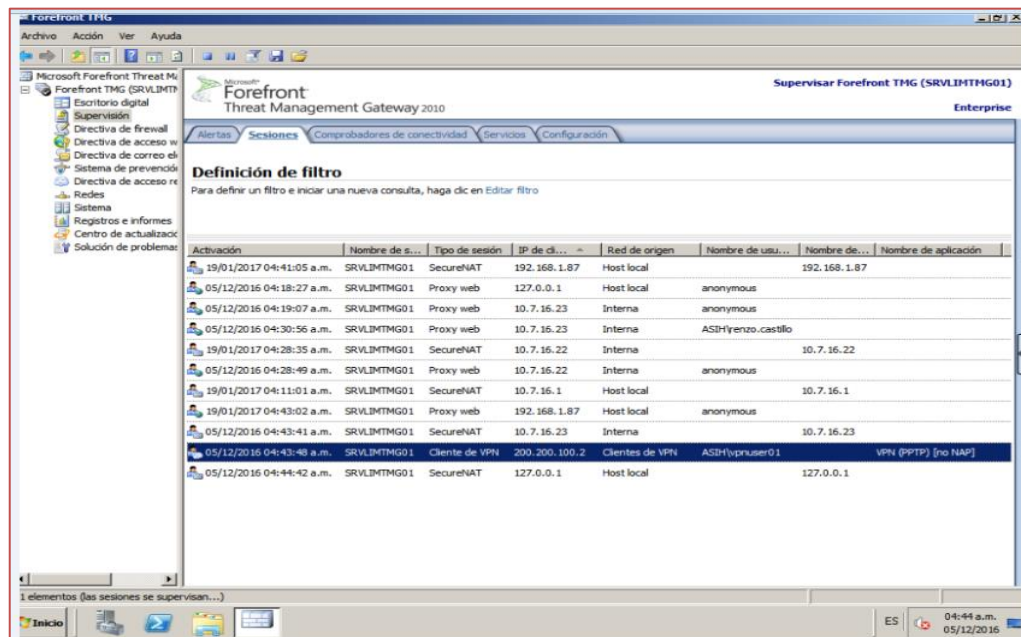 Forefront TMG
Archivo Acción Ver Ayuda
Microsoft Forefront Threat Ma
Forefront TMG (SRVLIMTM
Escritorio digital
Supervisión
Directiva de firewall
Directiva de acceso w
Directiva de correo ele
Sistema de prevenció
Directiva de acceso re
Redes
Sistema
Registros e informes
Centro de actualizació
Solución de problemas
Microsoft
Forefront
Threat Management Gateway 2010
Supervisar Forefront TMG (SRVLIMTMG01)
Enterprise
Alertas Sesiones Comprobadores de conectividad Servicios Configuración
Definición de filtro
Para definir un filtro e iniciar una nueva consulta, haga clic en Editar filtro
Activación Nombre de s... Tipo de sesión IP de cl... Red de origen Nombre de usu... Nombre de... Nombre de aplicación
19/01/2017 04:41:05 a.m. SRVLIMTMG01 SecureNAT 192.168.1.87 Host local 192.168.1.87
05/12/2016 04:18:27 a.m. SRVLIMTMG01 Proxy web 127.0.0.1 Host local anonymous
05/12/2016 04:19:07 a.m. SRVLIMTMG01 Proxy web 10.7.16.23 Interna anonymous
05/12/2016 04:30:56 a.m. SRVLIMTMG01 Proxy web 10.7.16.23 Interna ASIH\renzo.castillo
19/01/2017 04:28:35 a.m. SRVLIMTMG01 SecureNAT 10.7.16.22 Interna 10.7.16.22
05/12/2016 04:28:49 a.m. SRVLIMTMG01 Proxy web 10.7.16.22 Interna anonymous
19/01/2017 04:11:01 a.m. SRVLIMTMG01 SecureNAT 10.7.16.1 Host local 10.7.16.1
19/01/2017 04:43:02 a.m. SRVLIMTMG01 Proxy web 192.168.1.87 Host local anonymous
05/12/2016 04:43:41 a.m. SRVLIMTMG01 SecureNAT 10.7.16.23 Interna 10.7.16.23
05/12/2016 04:43:48 a.m. SRVLIMTMG01 Cliente de VPN 200.200.100.2 Clientes de VPN ASIH\vpnuser01 VPN (PPTP) [no NAP]
05/12/2016 04:44:42 a.m. SRVLIMTMG01 SecureNAT 127.0.0.1 Host local 127.0.0.1
1 elementos (las sesiones se supervisan...)
Inicio ES 04:44 a.m.
05/12/2016